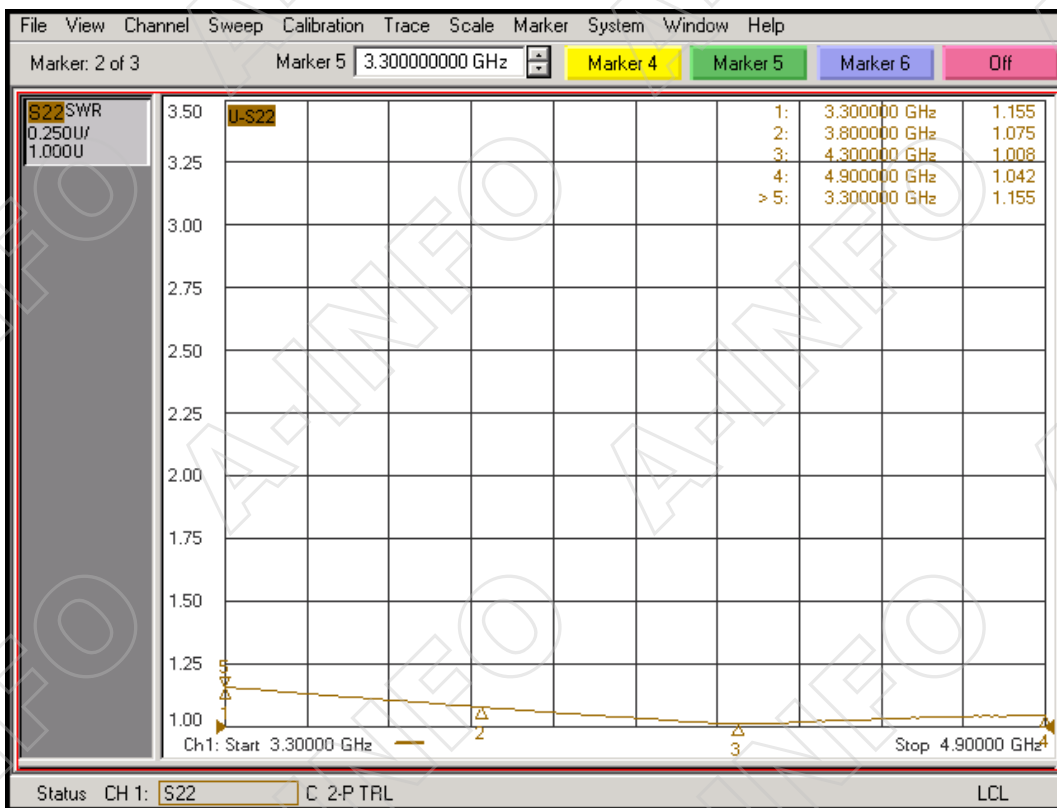 File View Channel Sweep Calibration Trace Scale Marker System Window Help
Marker: 2 of 3 Marker 5 3.300000000 GHz Marker 4 Marker 5 Marker 6 Off
S22 SWR
0.250U/
1.000U
U-S22
1: 3.300000 GHz 1.155
2: 3.800000 GHz 1.075
3: 4.300000 GHz 1.008
4: 4.900000 GHz 1.042
> 5: 3.300000 GHz 1.155
3.50
3.25
3.00
2.75
2.50
2.25
2.00
1.75
1.50
1.25
1.00
5
1
2
3
4
Ch1: Start 3.30000 GHz
Stop 4.90000 GHz
Status CH 1: S22 C 2-P TRL LCL
A-INFO
A-INFO
A-INFO
A-INFO